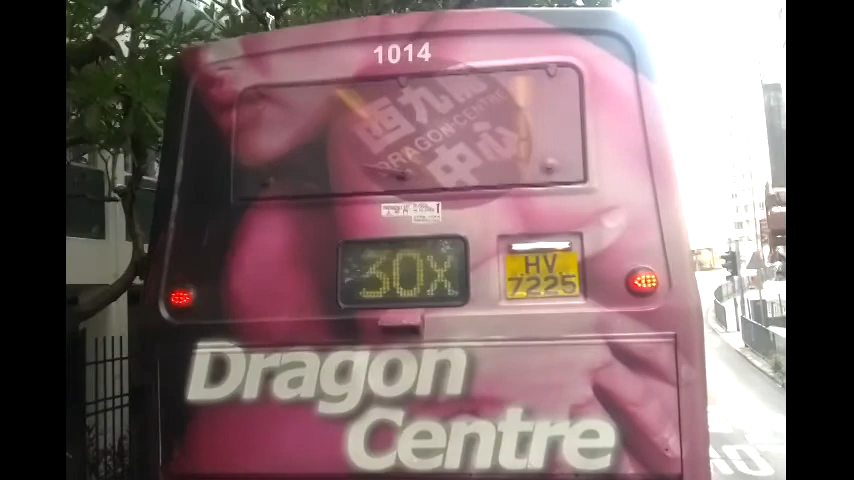 1014
西九龍
DRAGON-CENTRE
中心
30X
HV
7225
Dragon
Centre